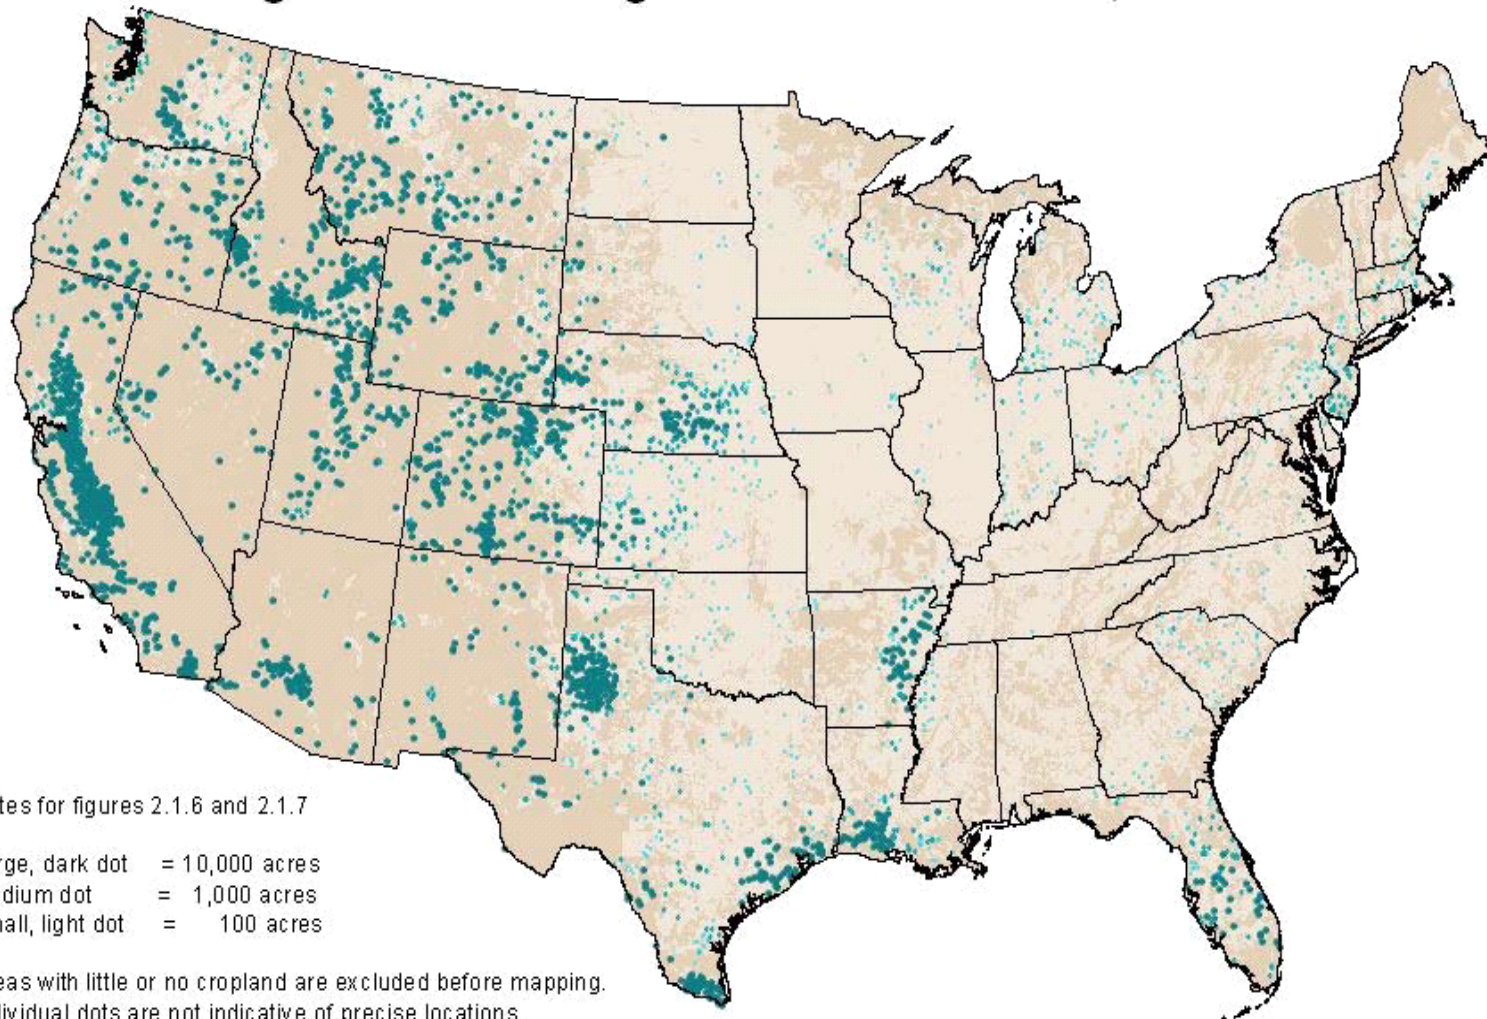 tes for figures 2.1.6 and 2.1.7
rge, dark dot = 10,000 acres
dium dot = 1,000 acres
all, light dot = 100 acres
eas with little or no cropland are excluded before mapping.
dividual dots are not indicative of precise locations